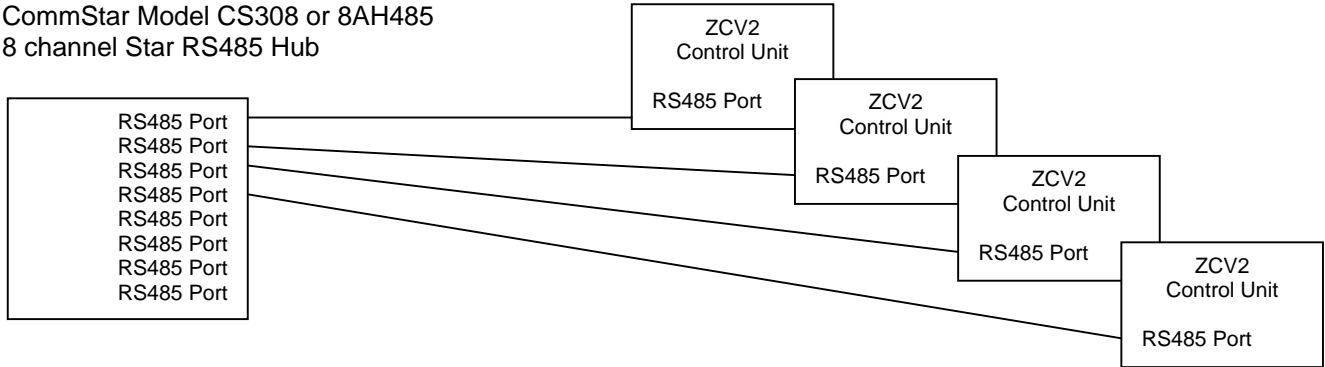 CommStar Model CS308 or 8AH485
8 channel Star RS485 Hub
RS485 Port
RS485 Port
RS485 Port
RS485 Port
RS485 Port
RS485 Port
RS485 Port
RS485 Port
ZCV2
Control Unit
RS485 Port
ZCV2
Control Unit
RS485 Port
ZCV2
Control Unit
RS485 Port
ZCV2
Control Unit
RS485 Port